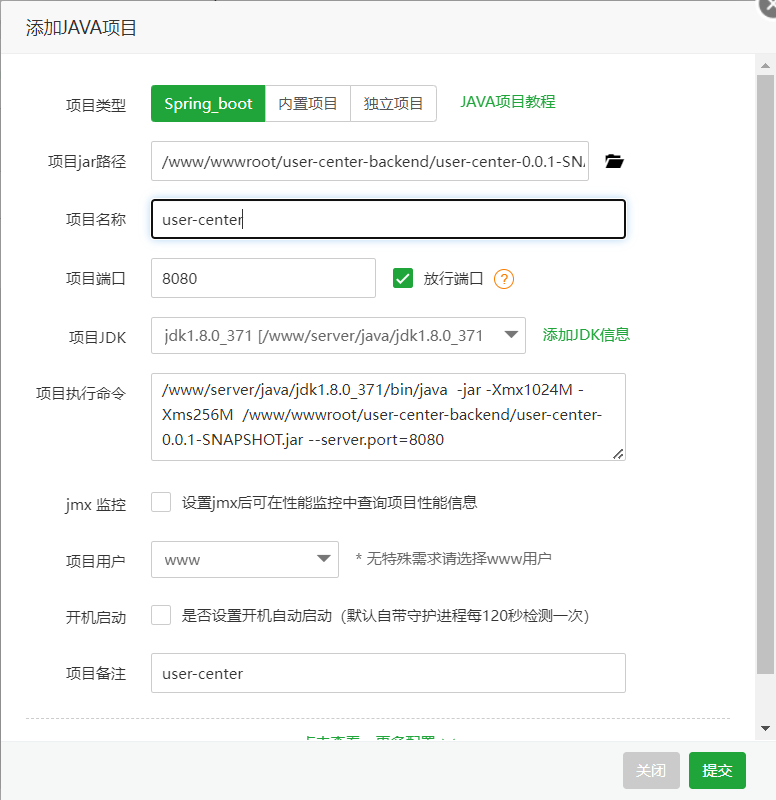 添加JAVA项目
项目类型 Spring_boot 内置项目 独立项目 JAVA项目教程
项目jar路径 /www/wwwroot/user-center-backend/user-center-0.0.1-SNA
项目名称 user-center
项目端口 8080 放行端口 ?
项目JDK jdk1.8.0_371 [/www/server/java/jdk1.8.0_371 添加JDK信息
项目执行命令 /www/server/java/jdk1.8.0_371/bin/java -jar -Xmx1024M -
Xms256M /www/wwwroot/user-center-backend/user-center-
0.0.1-SNAPSHOT.jar --server.port=8080
jmx 监控 设置jmx后可在性能监控中查询项目性能信息
项目用户 www * 无特殊需求请选择www用户
开机启动 是否设置开机自动启动（默认自带守护进程每120秒检测一次）
项目备注 user-center
关闭 提交